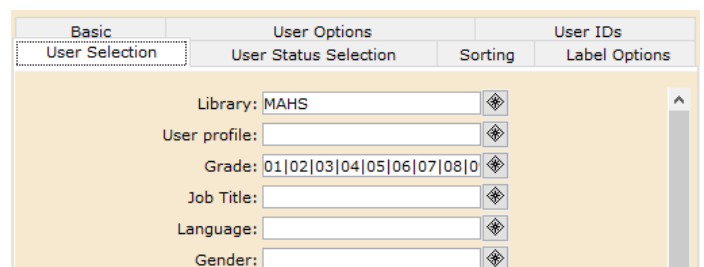 Basic User Options User IDs
User Selection User Status Selection Sorting Label Options
Library: MAHS
User profile:
Grade: 01|02|03|04|05|06|07|08|0
Job Title:
Language:
Gender: